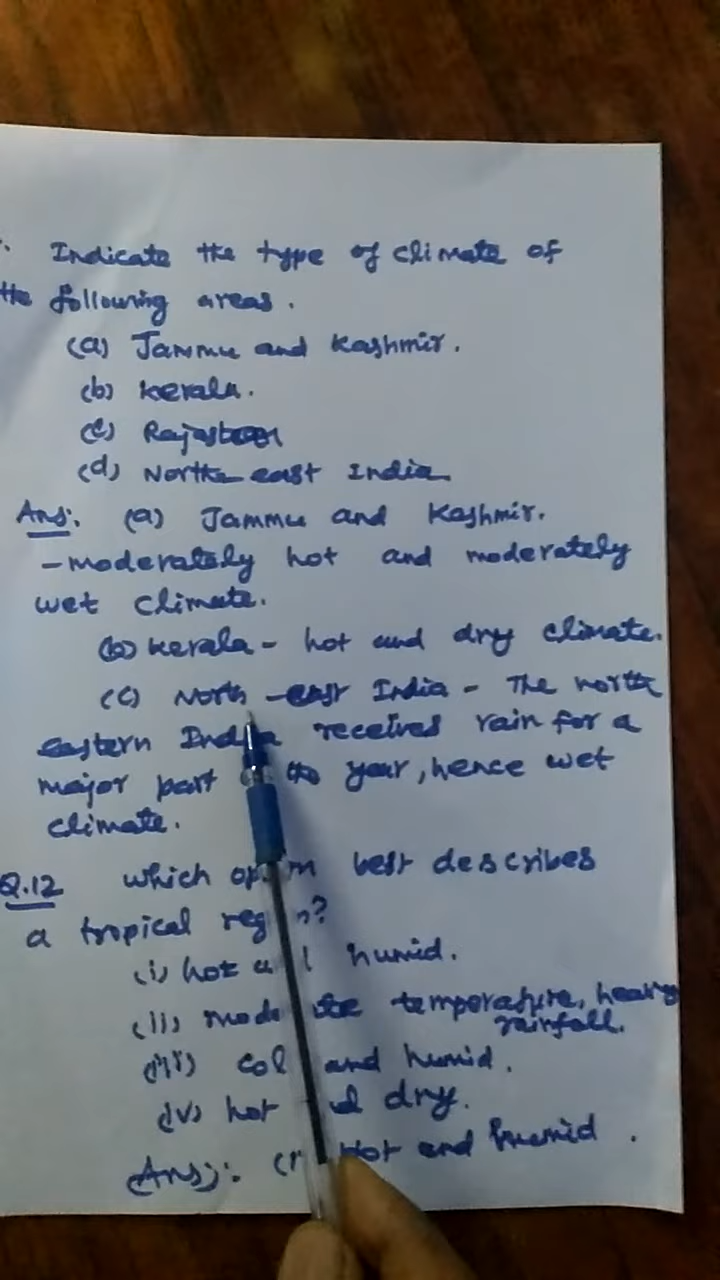 Indicate the type of climate of
the following areas.
(a) Jammu and Kashmir.
(b) Kerala.
(c) Rajasthan
(d) North east India
Ans:. (a) Jammu and Kashmir.
- moderately hot and moderately
wet climate.
(b) Kerala - hot and dry climate.
(c) North - east India - The north
eastern India receives rain for a
major part the year, hence wet
climate.
Q.12 which best describes
a tropical
(i) hot humid.
(ii) temperature, heavy
rainfall.
(iii) and humid.
(iv) hot dry.
Ans:. Hot and humid.